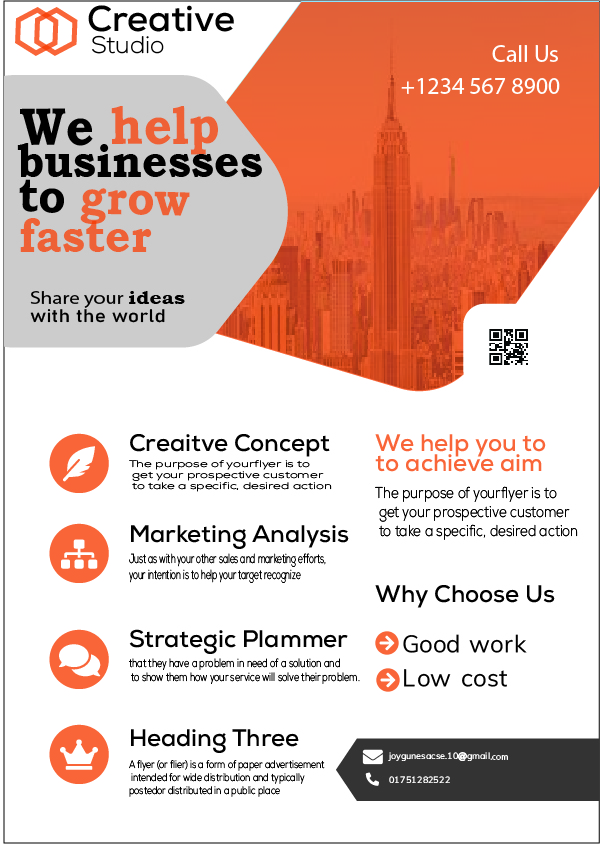 Creative
Studio
Call Us
+1234 567 8900
We help
businesses
to grow
faster
Share your ideas
with the world
Creaitve Concept
The purpose of yourflyer is to
get your prospective customer
to take a specific, desired action
Marketing Analysis
Just as with your other sales and marketing efforts,
your intention is to help your target recognize
Strategic Plammer
that they have a problem in need of a solution and
to show them how your service will solve their problem.
Heading Three
A flyer (or flier) is a form of paper advertisement
intended for wide distribution and typically
postedor distributed in a public place
We help you to
to achieve aim
The purpose of yourflyer is to
get your prospective customer
to take a specific, desired action
Why Choose Us
Good work
Low cost
joygunesacse.10@gmail.com
01751282522